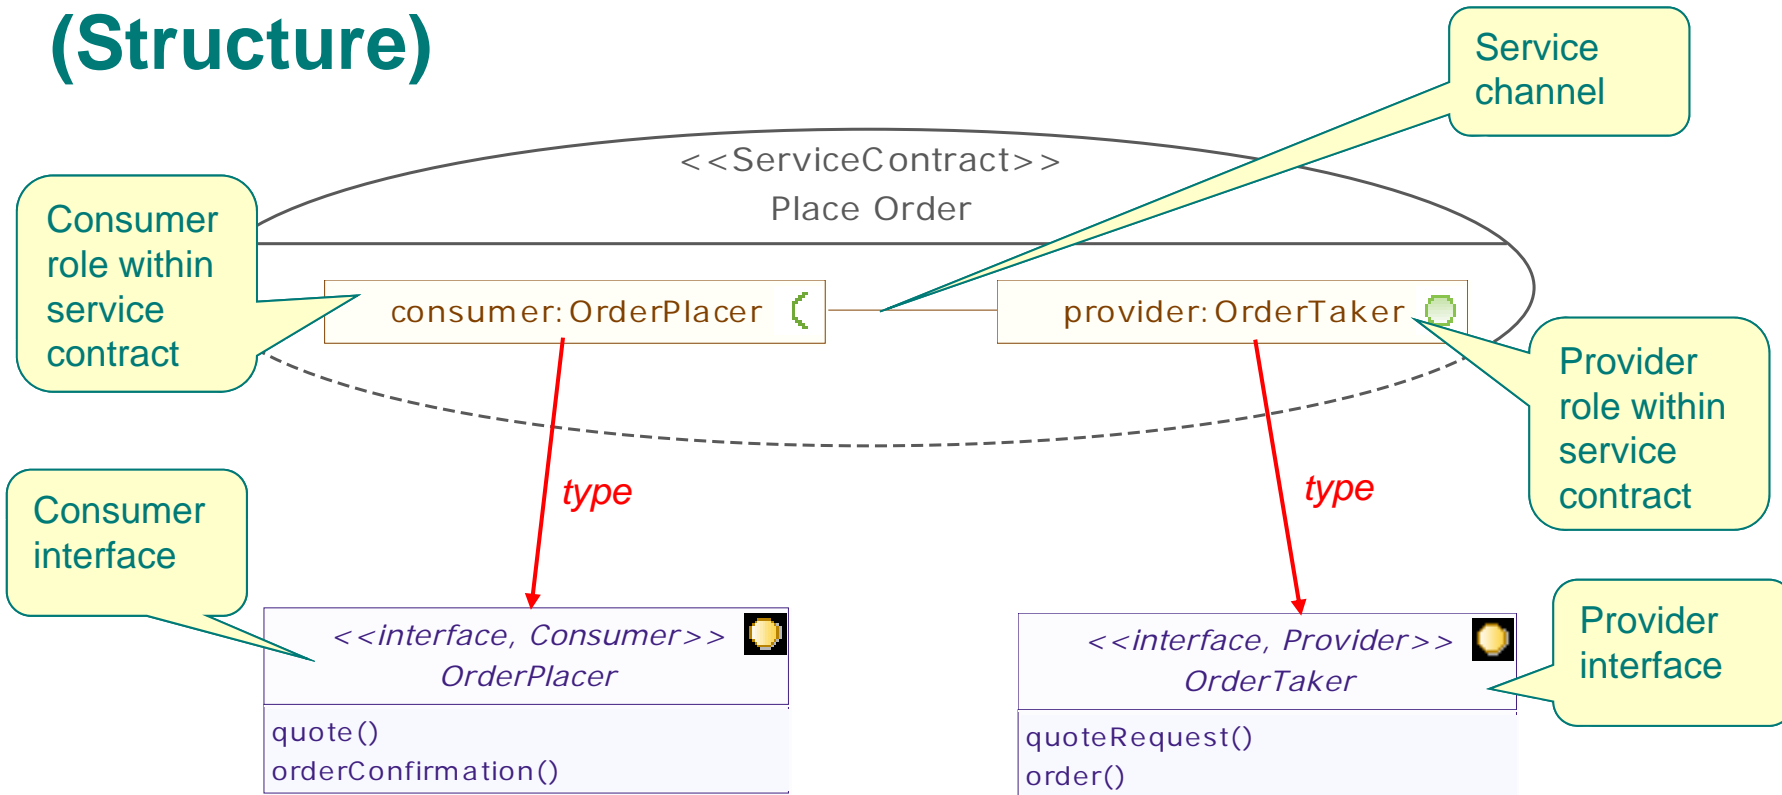 (Structure)
Service
channel
<<ServiceContract>>
Place Order
Consumer
role within
service
contract
consumer:OrderPlacer
provider:OrderTaker
Provider
role within
service
contract
type
type
Consumer
interface
<<interface, Consumer>>
OrderPlacer
quote()
orderConfirmation()
<<interface, Provider>>
OrderTaker
quoteRequest()
order()
Provider
interface